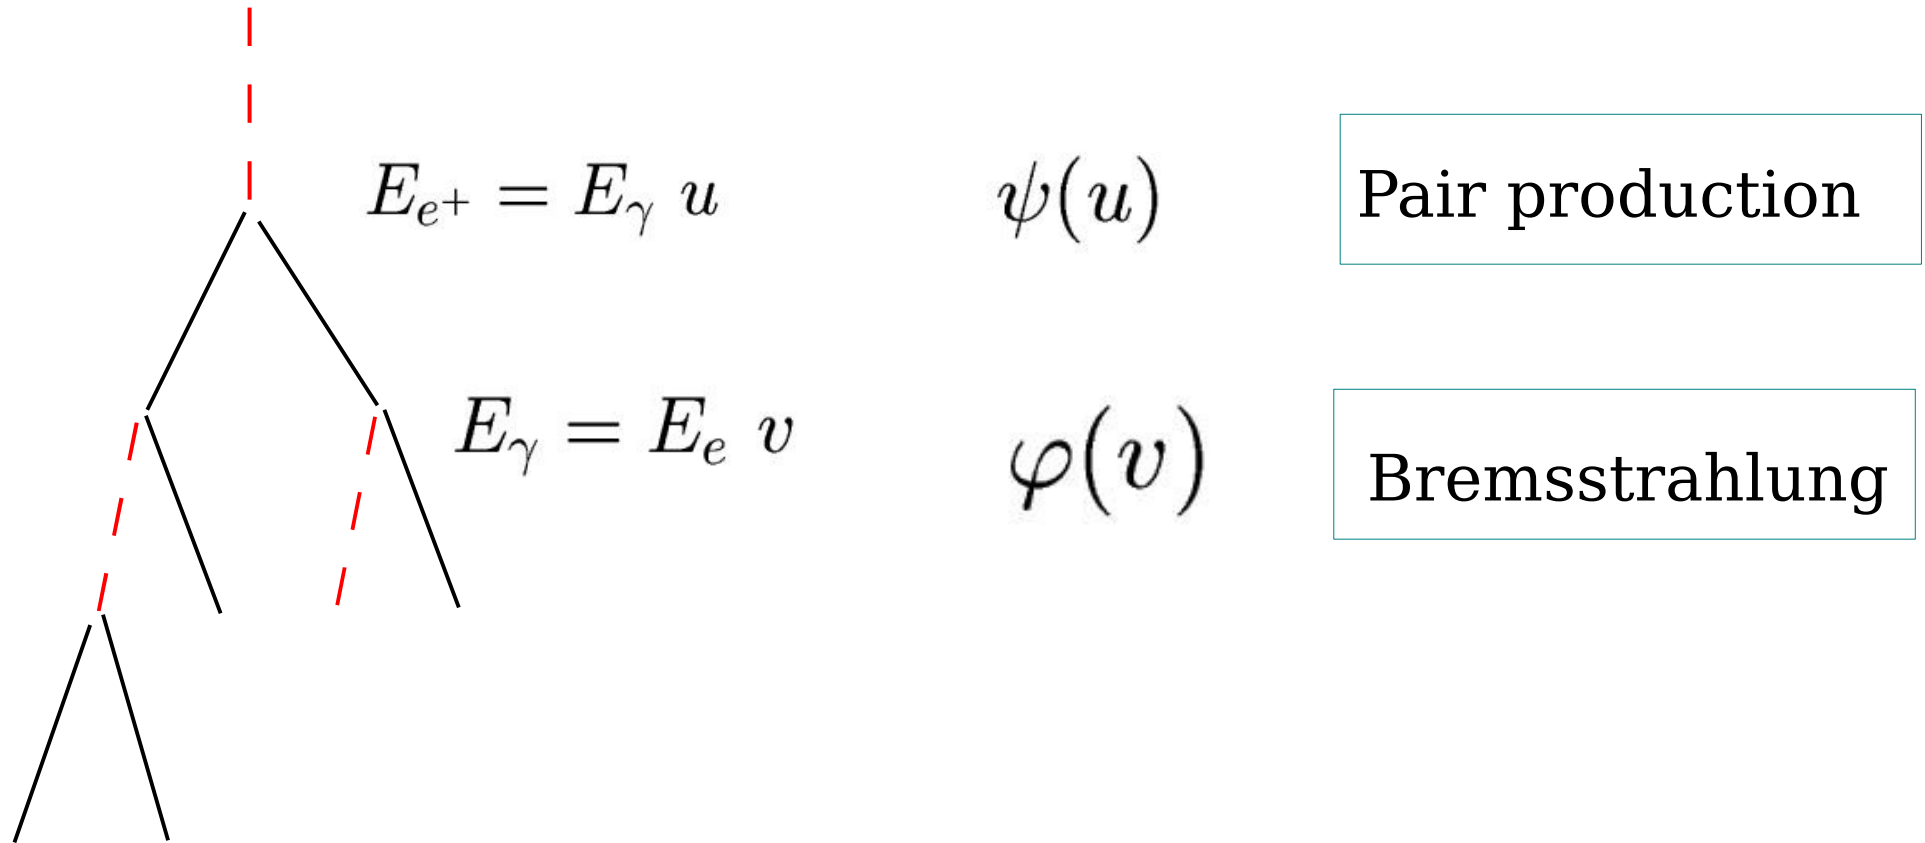 E_{e^+} = E_γ u
ψ(u)
Pair production
E_γ = E_e v
φ(v)
Bremsstrahlung